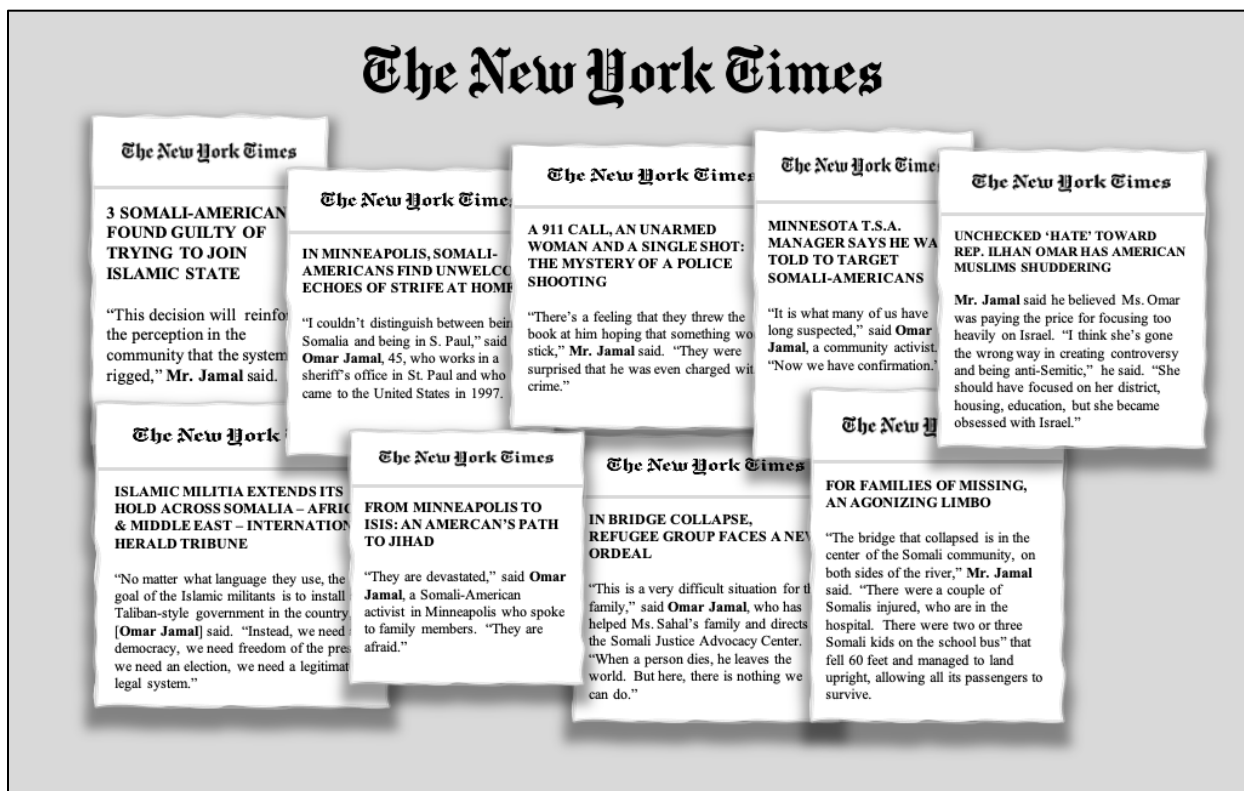 The New York Times
The New York Times
3 SOMALI-AMERICAN
FOUND GUILTY OF
TRYING TO JOIN
ISLAMIC STATE
“This decision will reinfo
the perception in the
community that the system
rigged,” Mr. Jamal said.
The New York Times
IN MINNEAPOLIS, SOMALI-
AMERICANS FIND UNWELCO
ECHOES OF STRIFE AT HOME
“I couldn’t distinguish between bein
Somalia and being in S. Paul,” said
Omar Jamal, 45, who works in a
sheriff’s office in St. Paul and who
came to the United States in 1997.
The New York Times
A 911 CALL, AN UNARMED
WOMAN AND A SINGLE SHOT:
THE MYSTERY OF A POLICE
SHOOTING
“There’s a feeling that they threw the
book at him hoping that something wo
stick,” Mr. Jamal said. “They were
surprised that he was even charged wit
crime.”
The New York Times
MINNESOTA T.S.A.
MANAGER SAYS HE WA
TOLD TO TARGET
SOMALI-AMERICANS
“It is what many of us have
long suspected,” said Omar
Jamal, a community activist.
“Now we have confirmation.”
The New York Times
UNCHECKED ‘HATE’ TOWARD
REP. ILHAN OMAR HAS AMERICAN
MUSLIMS SHUDDERING
Mr. Jamal said he believed Ms. Omar
was paying the price for focusing too
heavily on Israel. “I think she’s gone
the wrong way in creating controversy
and being anti-Semitic,” he said. “She
should have focused on her district,
housing, education, but she became
obsessed with Israel.”
The New York
ISLAMIC MILITIA EXTENDS ITS
HOLD ACROSS SOMALIA – AFRIC
& MIDDLE EAST – INTERNATION
HERALD TRIBUNE
“No matter what language they use, the
goal of the Islamic militants is to install
Taliban-style government in the country,
[Omar Jamal] said. “Instead, we need
democracy, we need freedom of the pres
we need an election, we need a legitimat
legal system.”
The New York Times
FROM MINNEAPOLIS TO
ISIS: AN AMERCAN’S PATH
TO JIHAD
“They are devastated,” said Omar
Jamal, a Somali-American
activist in Minneapolis who spoke
to family members. “They are
afraid.”
The New York Times
IN BRIDGE COLLAPSE,
REFUGEE GROUP FACES A NEW
ORDEAL
“This is a very difficult situation for th
family,” said Omar Jamal, who has
helped Ms. Sahal’s family and directs
the Somali Justice Advocacy Center.
“When a person dies, he leaves the
world. But here, there is nothing we
can do.”
The New Y
FOR FAMILIES OF MISSING,
AN AGONIZING LIMBO
“The bridge that collapsed is in the
center of the Somali community, on
both sides of the river,” Mr. Jamal
said. “There were a couple of
Somalis injured, who are in the
hospital. There were two or three
Somali kids on the school bus” that
fell 60 feet and managed to land
upright, allowing all its passengers to
survive.